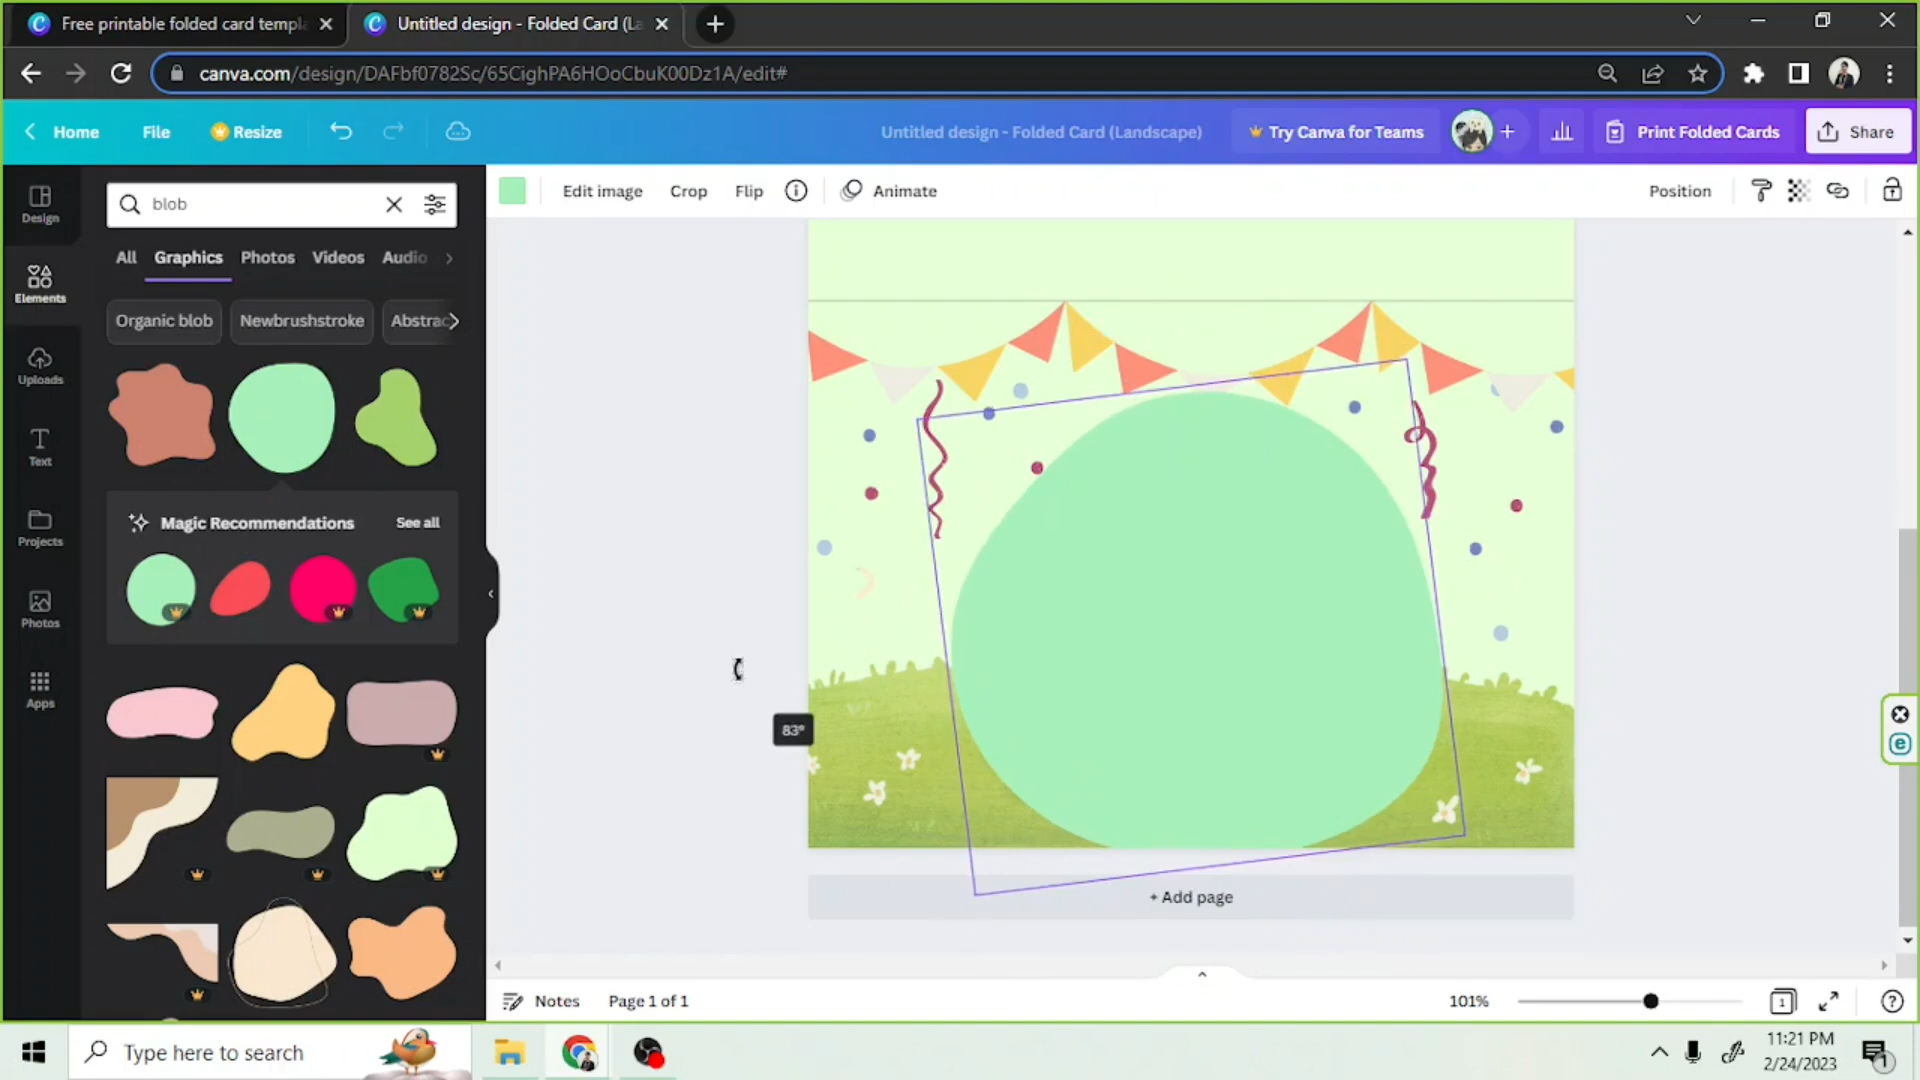 Free printable folded card templ
Untitled design - Folded Card (La
canva.com/design/DAFbf0782Sc/65CighPA6HOoCbuK00Dz1A/edit#
Home
File
Resize
Untitled design - Folded Card (Landscape)
Try Canva for Teams
Print Folded Cards
Share
Design
Elements
Uploads
Text
Projects
Photos
Apps
blob
All
Graphics
Photos
Videos
Audio
Organic blob
Newbrushstroke
Abstrac
Magic Recommendations
See all
Edit image
Crop
Flip
Animate
Position
83°
+ Add page
Notes
Page 1 of 1
101%
1
Type here to search
11:21 PM
2/24/2023
1